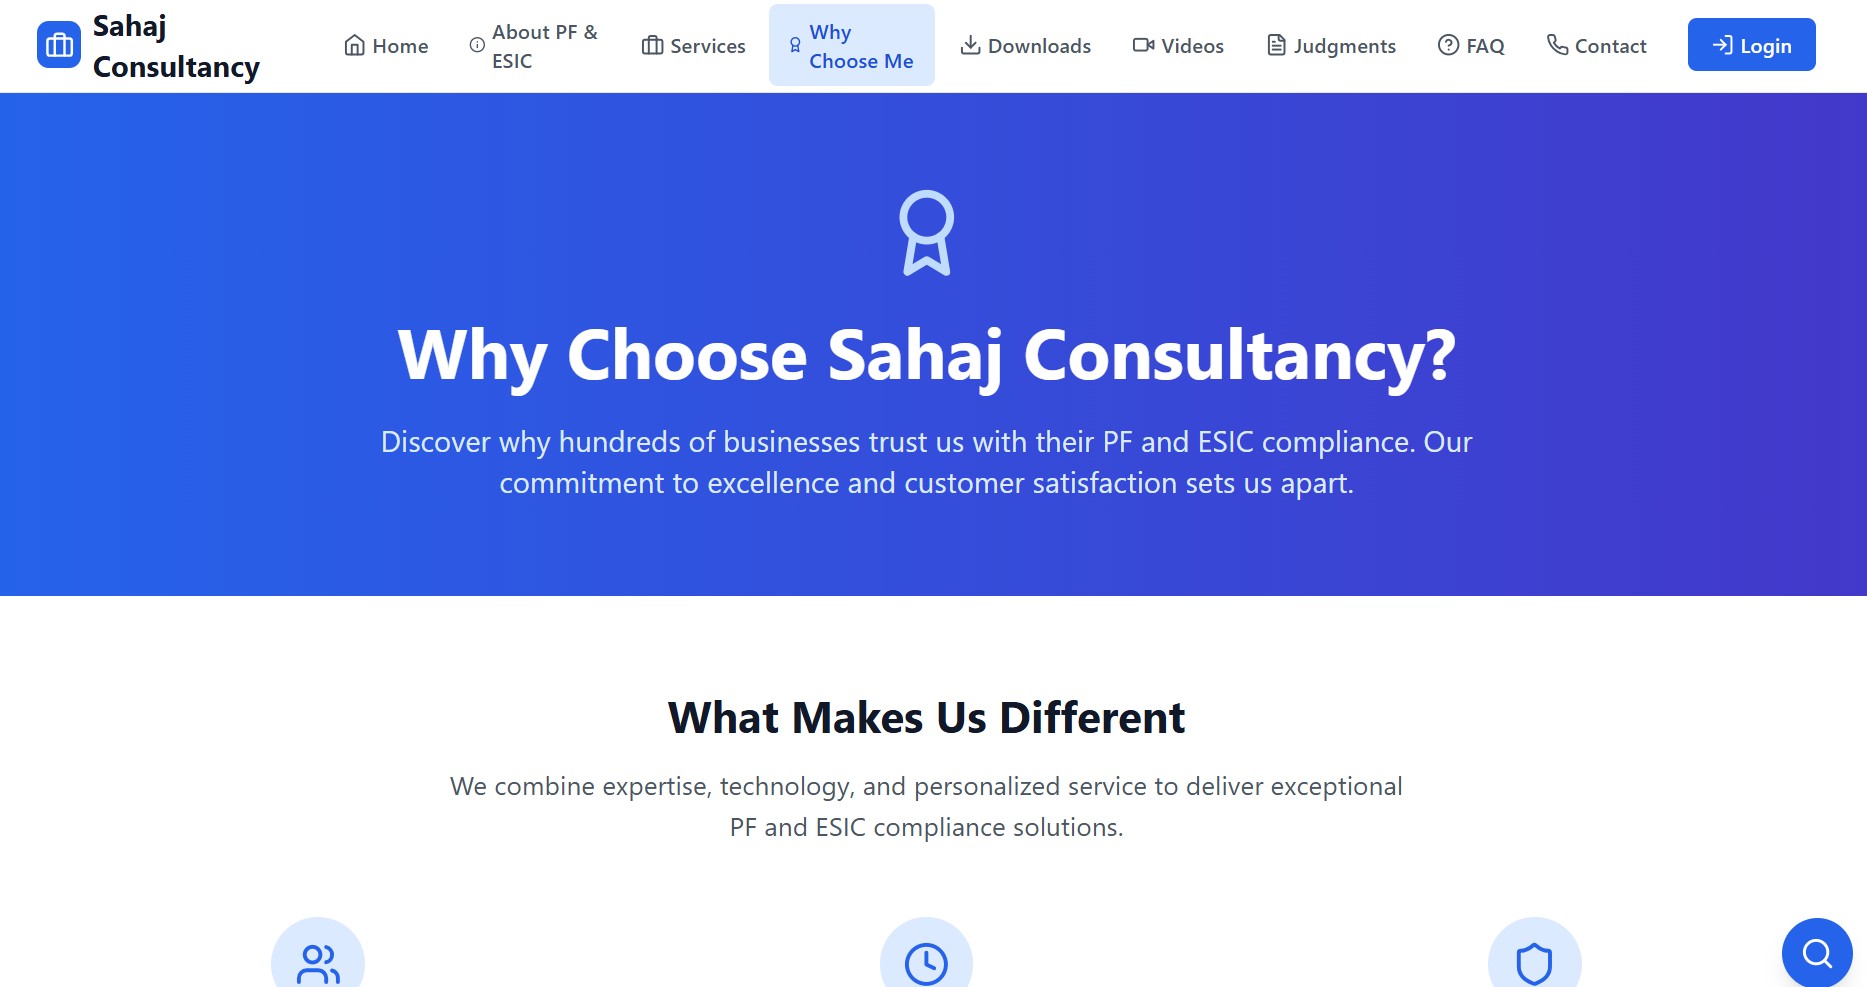 Sahaj
Consultancy
Home
About PF &
ESIC
Services
Why
Choose Me
Downloads
Videos
Judgments
FAQ
Contact
Login
Why Choose Sahaj Consultancy?
Discover why hundreds of businesses trust us with their PF and ESIC compliance. Our
commitment to excellence and customer satisfaction sets us apart.
What Makes Us Different
We combine expertise, technology, and personalized service to deliver exceptional
PF and ESIC compliance solutions.